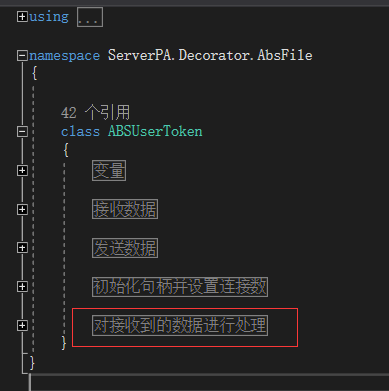 using ...
namespace ServerPA.Decorator.AbsFile
{
42 个引用
class ABSUserToken
{
变量
接收数据
发送数据
初始化句柄并设置连接数
对接收到的数据进行处理
}
}